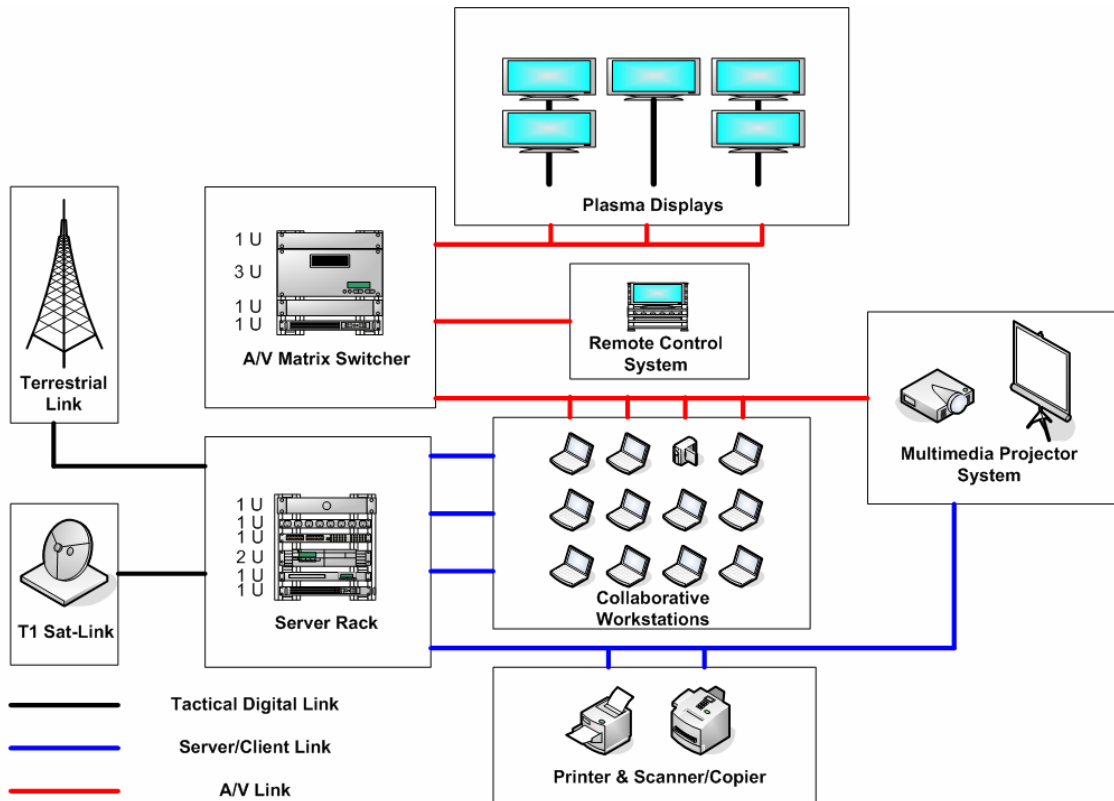 Plasma Displays
1 U
3 U
1 U
1 U
A/V Matrix Switcher
Remote Control
System
Terrestrial
Link
Multimedia Projector
System
1 U
1 U
1 U
2 U
1 U
1 U
Server Rack
Collaborative
Workstations
T1 Sat-Link
Tactical Digital Link
Server/Client Link
A/V Link
Printer & Scanner/Copier